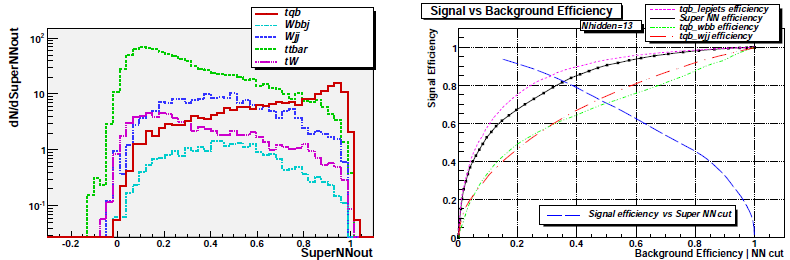 tqb
Wbbj
Wjj
ttbar
tW
dN/dSuperNNout
10²
10
1
10⁻¹
-0.2 0 0.2 0.4 0.6 0.8 1
SuperNNout
Signal vs Background Efficiency
Nhidden=13
tqb_lepjets efficiency
Super NN efficiency
tqb_wbb efficiency
tqb_wjj efficiency
Signal Efficiency
1
0.8
0.6
0.4
0.2
0
Signal efficiency vs Super NN cut
0 0.2 0.4 0.6 0.8 1
Background Efficiency | NN cut